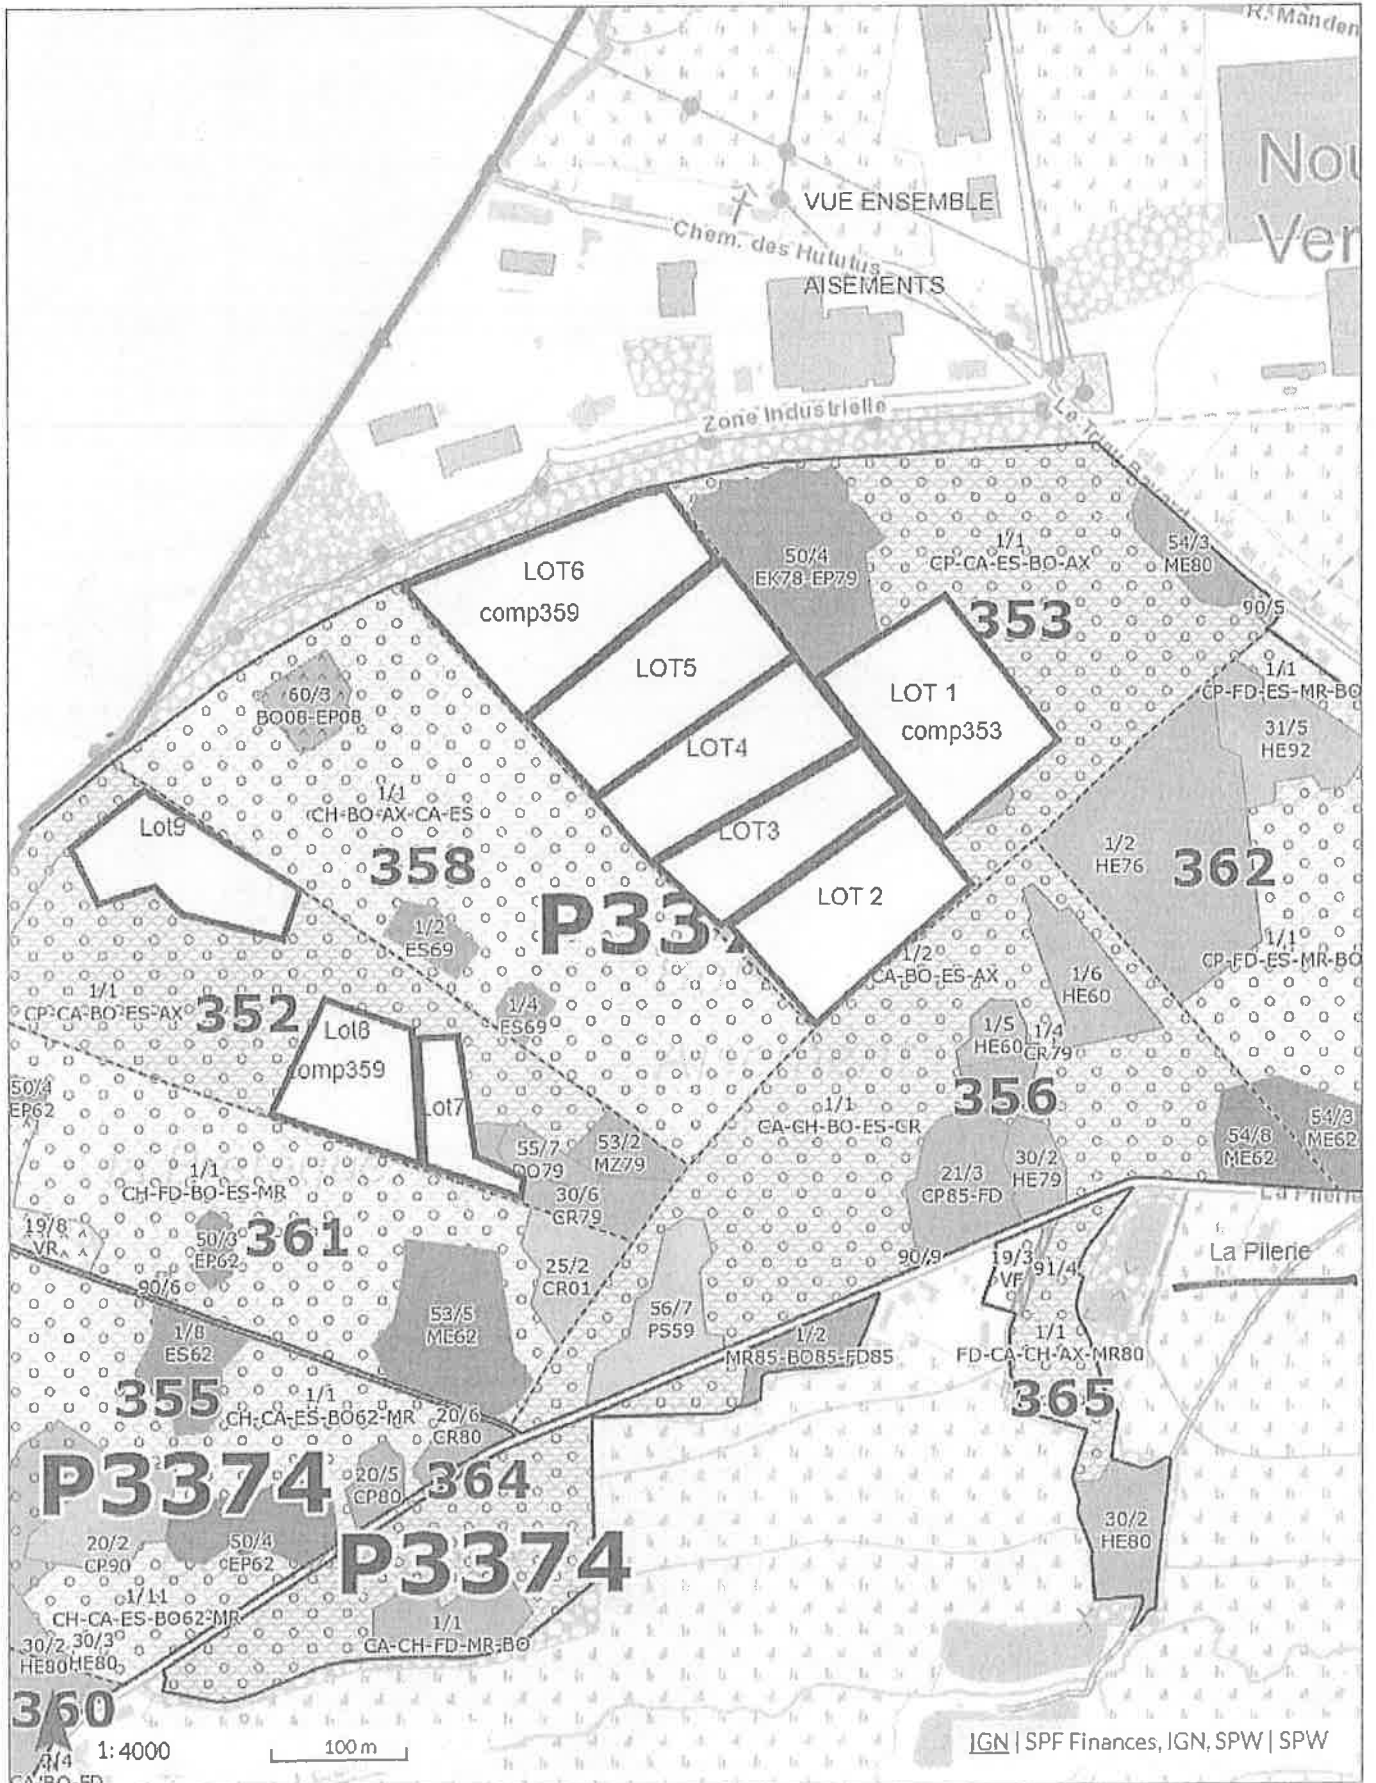 R. Manden
Nou
Ver
VUE ENSEMBLE
Chem. des Hututus
AISEMENTS
Zone Industrielle
1/1
CP-CA-ES-BO-AX
54/3
ME80
50/4
EK78-EP79
LOT6
comp359
353
90/5
LOT5
1/1
CP-FD-ES-MR-BO
60/3
BO08-EP08
LOT 1
comp353
31/5
HE92
LOT4
1/1
CH-BO-AX-CA-ES
Lot9
LOT3
358
1/2
HE76
362
LOT 2
P337
1/2
ES69
1/2
CA-BO-ES-AX
1/1
CP-FD-ES-MR-BO
1/6
HE60
1/1
CP-CA-BO-ES-AX
352
1/4
ES69
Lot8
comp359
1/5
HE60
1/4
CR79
50/4
EP62
Lot7
356
1/1
CA-CH-BO-ES-CR
54/3
ME62
54/8
ME62
55/7
DO79
53/2
MZ79
1/1
CH-FD-BO-ES-MR
21/3
CP85-FD
30/2
HE79
30/6
CR79
La Pilerie
19/8
VR
50/3
EP62
361
90/9
19/3
VF
91/4
La Pilerie
25/2
CR01
90/6
53/5
ME62
56/7
PS59
1/8
ES62
1/2
MR85-BO85-FD85
1/1
FD-CA-CH-AX-MR80
355
1/1
CH-CA-ES-BO62-MR
365
20/6
CR80
P3374
20/5
CP80
364
30/2
HE80
20/2
CP90
50/4
EP62
P3374
1/11
CH-CA-ES-BO62-MR
1/1
CA-CH-FD-MR-BO
30/2
HE80
30/3
HE80
360
1:4000
100 m
IGN | SPF Finances, IGN, SPW | SPW
CA-BO-FD